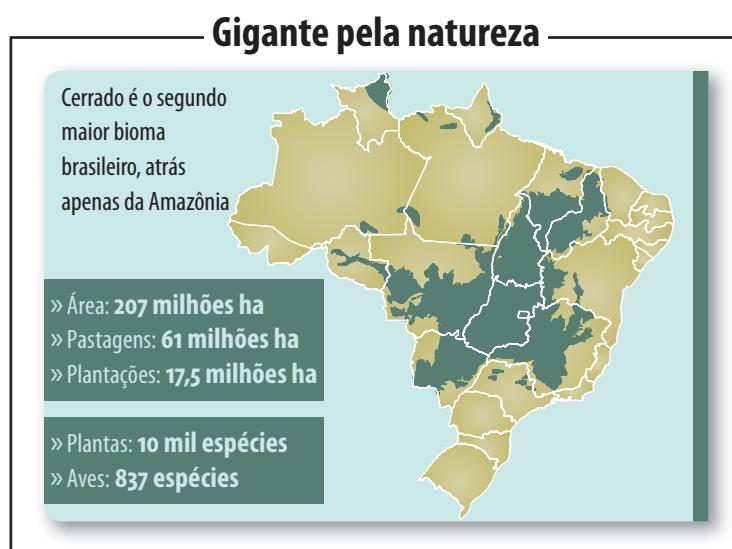 Gigante pela natureza
Cerrado é o segundo
maior bioma
brasileiro, atrás
apenas da Amazônia
» Área: 207 milhões ha
» Pastagens: 61 milhões ha
» Plantações: 17,5 milhões ha
» Plantas: 10 mil espécies
» Aves: 837 espécies